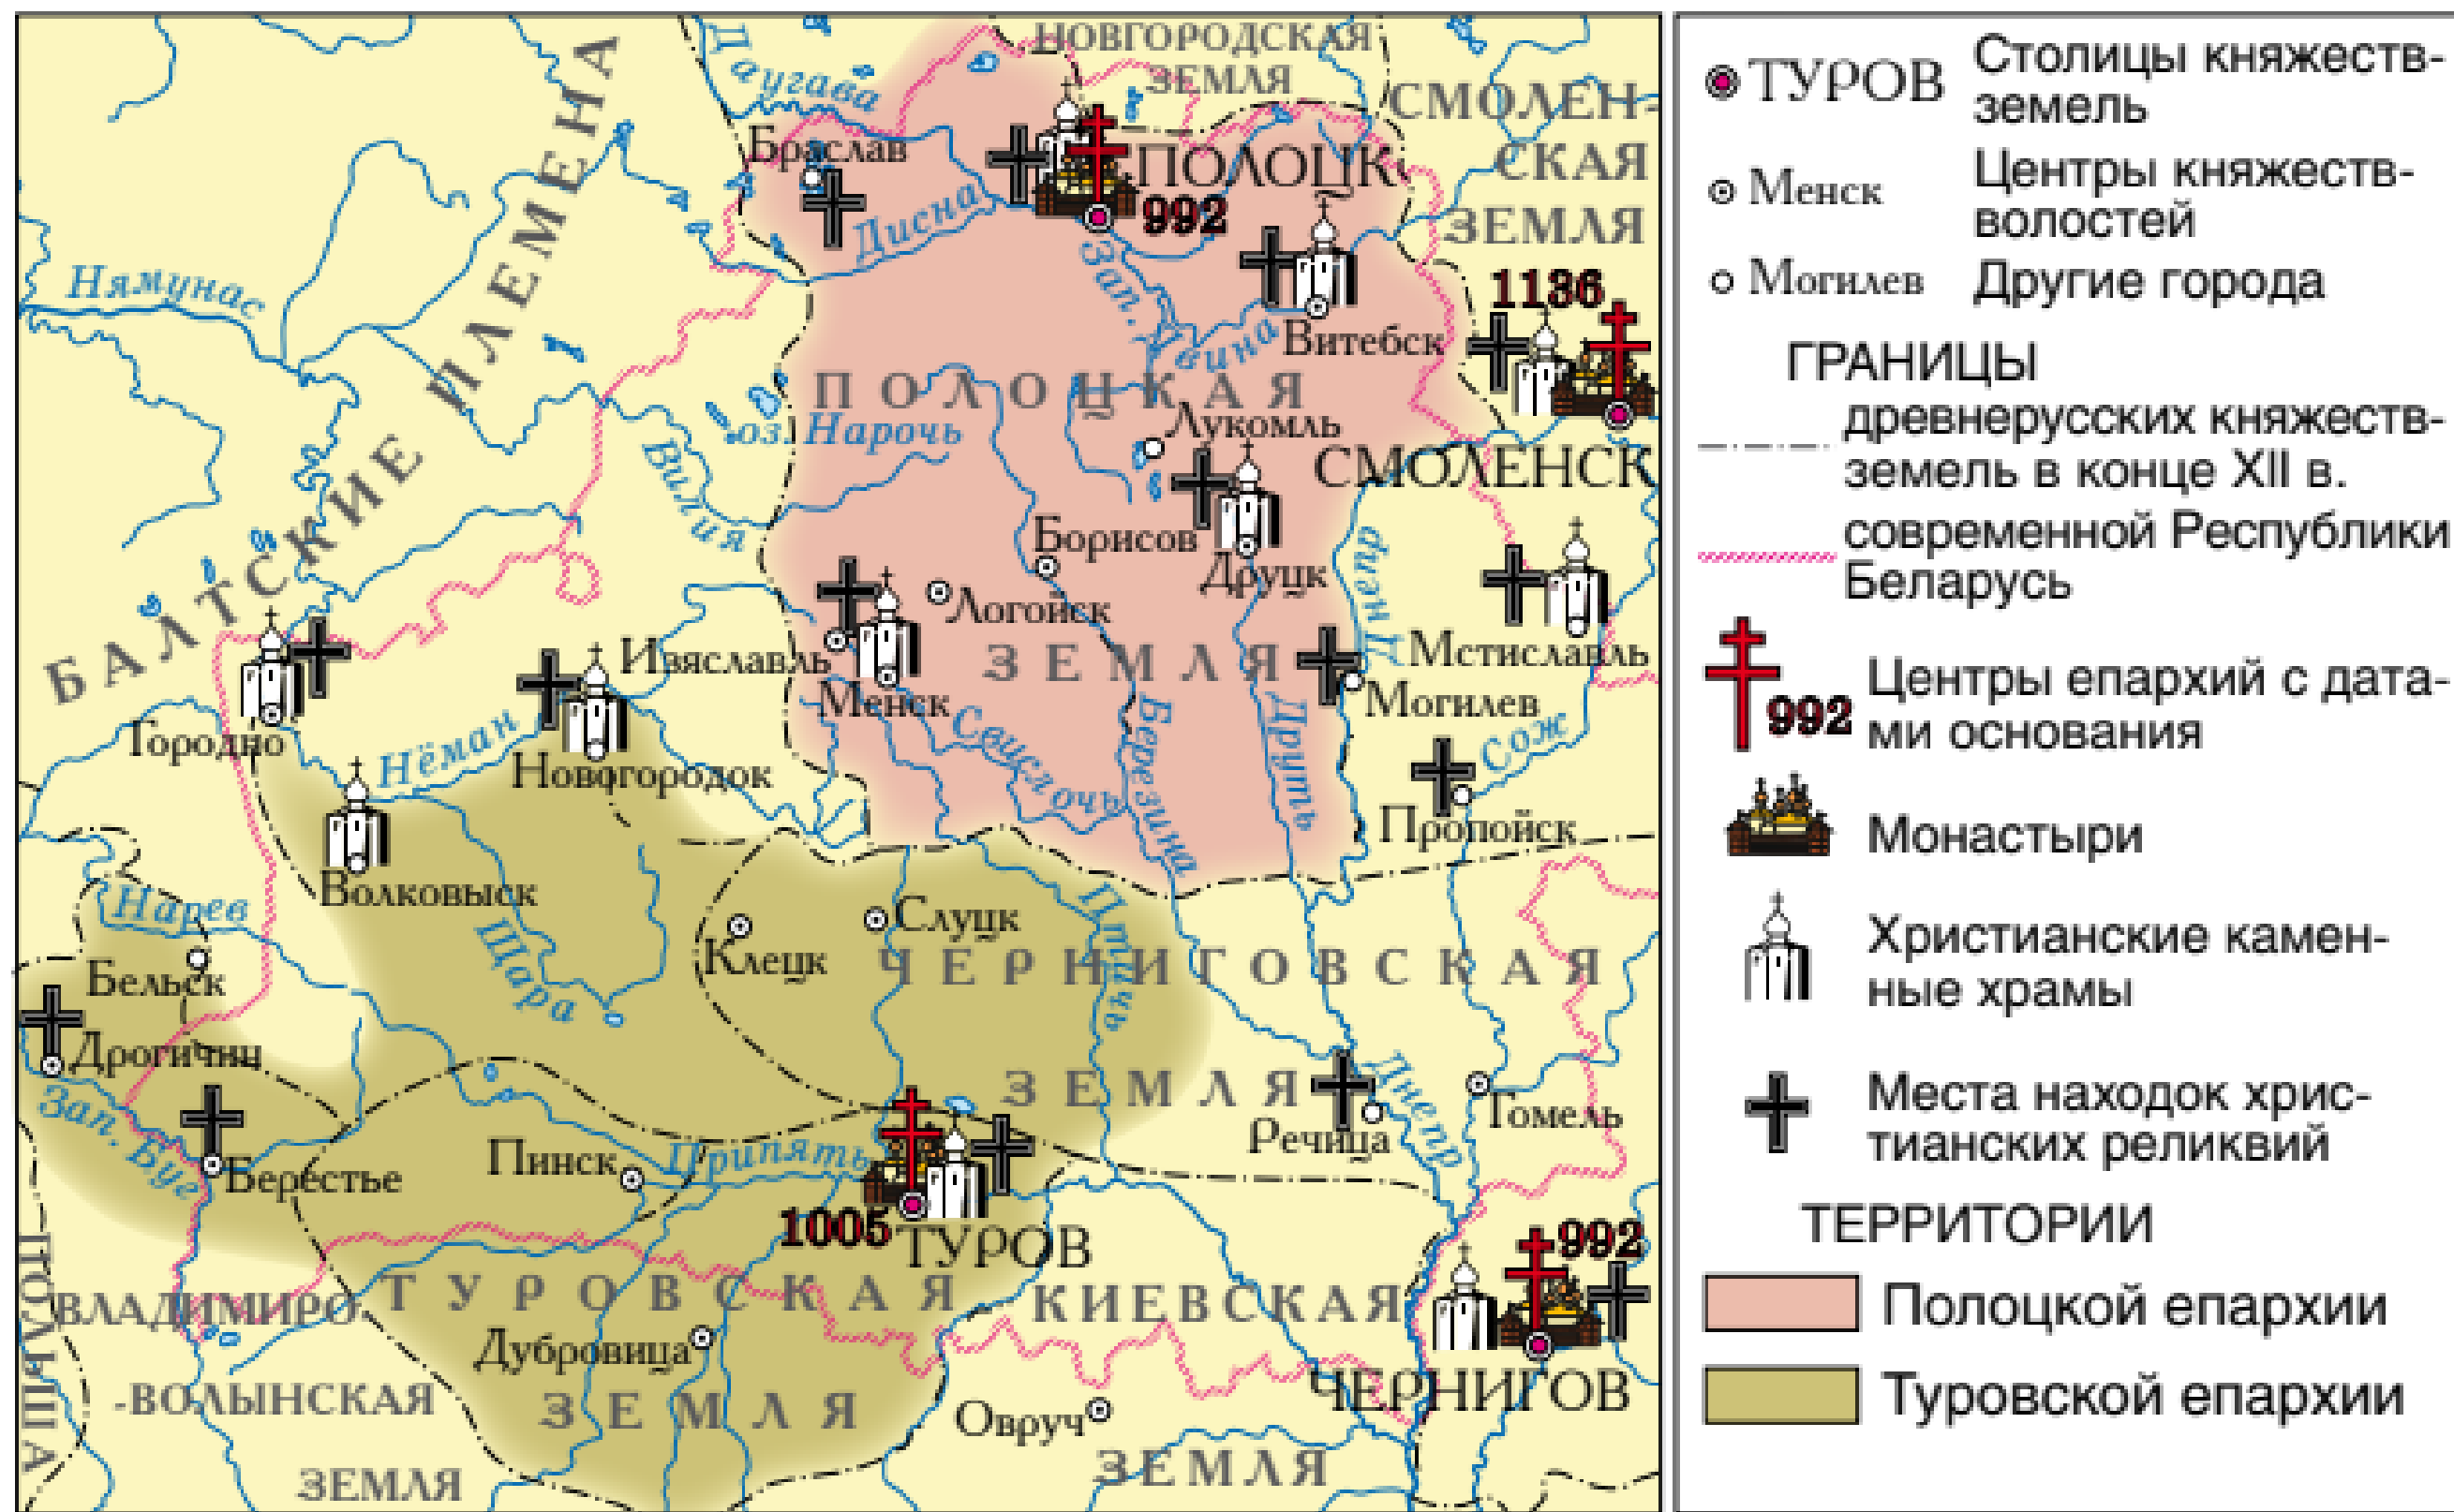 НОВГОРОДСКАЯ
ЗЕМЛЯ
Даугава
СМОЛЕН-
СКАЯ
ЗЕМЛЯ
ПЛЕМЕНА
Браслав
ПОЛОЦК
992
Дисна
Зап. Двина
Нямунас
Витебск
1136
СМОЛЕНСК
ПОЛОЦКАЯ
оз. Нарочь
Лукомль
Вилия
БАЛТСКИЕ
Борисов
Друцк
Днепр
Логойск
Изяславль
ЗЕМЛЯ
Мстиславль
Менск
Могилев
Городно
Нёман
Новогородок
Свислочь
Березина
Друть
Сож
Пропойск
Волковыск
Нарев
Щара
Клецк
Слуцк
Птичь
ЧЕРНИГОВСКАЯ
Бельск
Дрогичин
ЗЕМЛЯ
Днепр
Гомель
Речица
Зап. Буг
Берестье
Пинск
Припять
1005
ТУРОВ
992
ПОЛЬША
ВЛАДИМИРО-
ТУРОВСКАЯ
КИЕВСКАЯ
Дубровица
ЧЕРНИГОВ
-ВОЛЫНСКАЯ
ЗЕМЛЯ
Овруч
ЗЕМЛЯ
ЗЕМЛЯ
ТУРОВ Столицы княжеств-
земель
Менск Центры княжеств-
волостей
Могилев Другие города
ГРАНИЦЫ
древнерусских княжеств-
земель в конце XII в.
современной Республики
Беларусь
992 Центры епархий с дата-
ми основания
Монастыри
Христианские камен-
ные храмы
Места находок хрис-
тианских реликвий
ТЕРРИТОРИИ
Полоцкой епархии
Туровской епархии